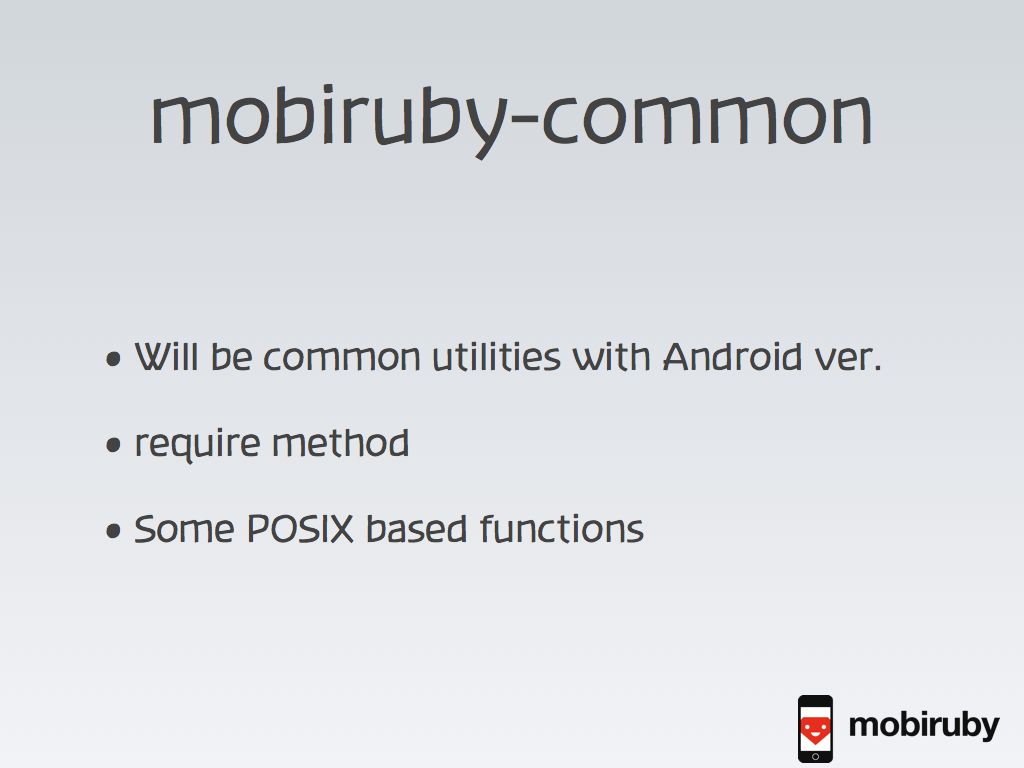 mobiruby-common
• Will be common utilities with Android ver.
• require method
• Some POSIX based functions
mobiruby